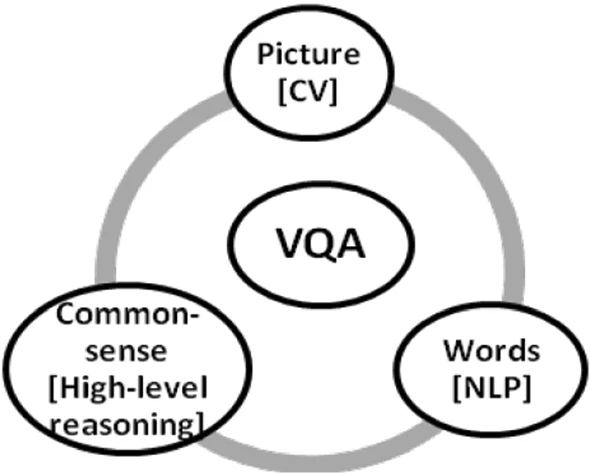 Picture
[CV]
VQA
Common-
sense
[High-level
reasoning]
Words
[NLP]